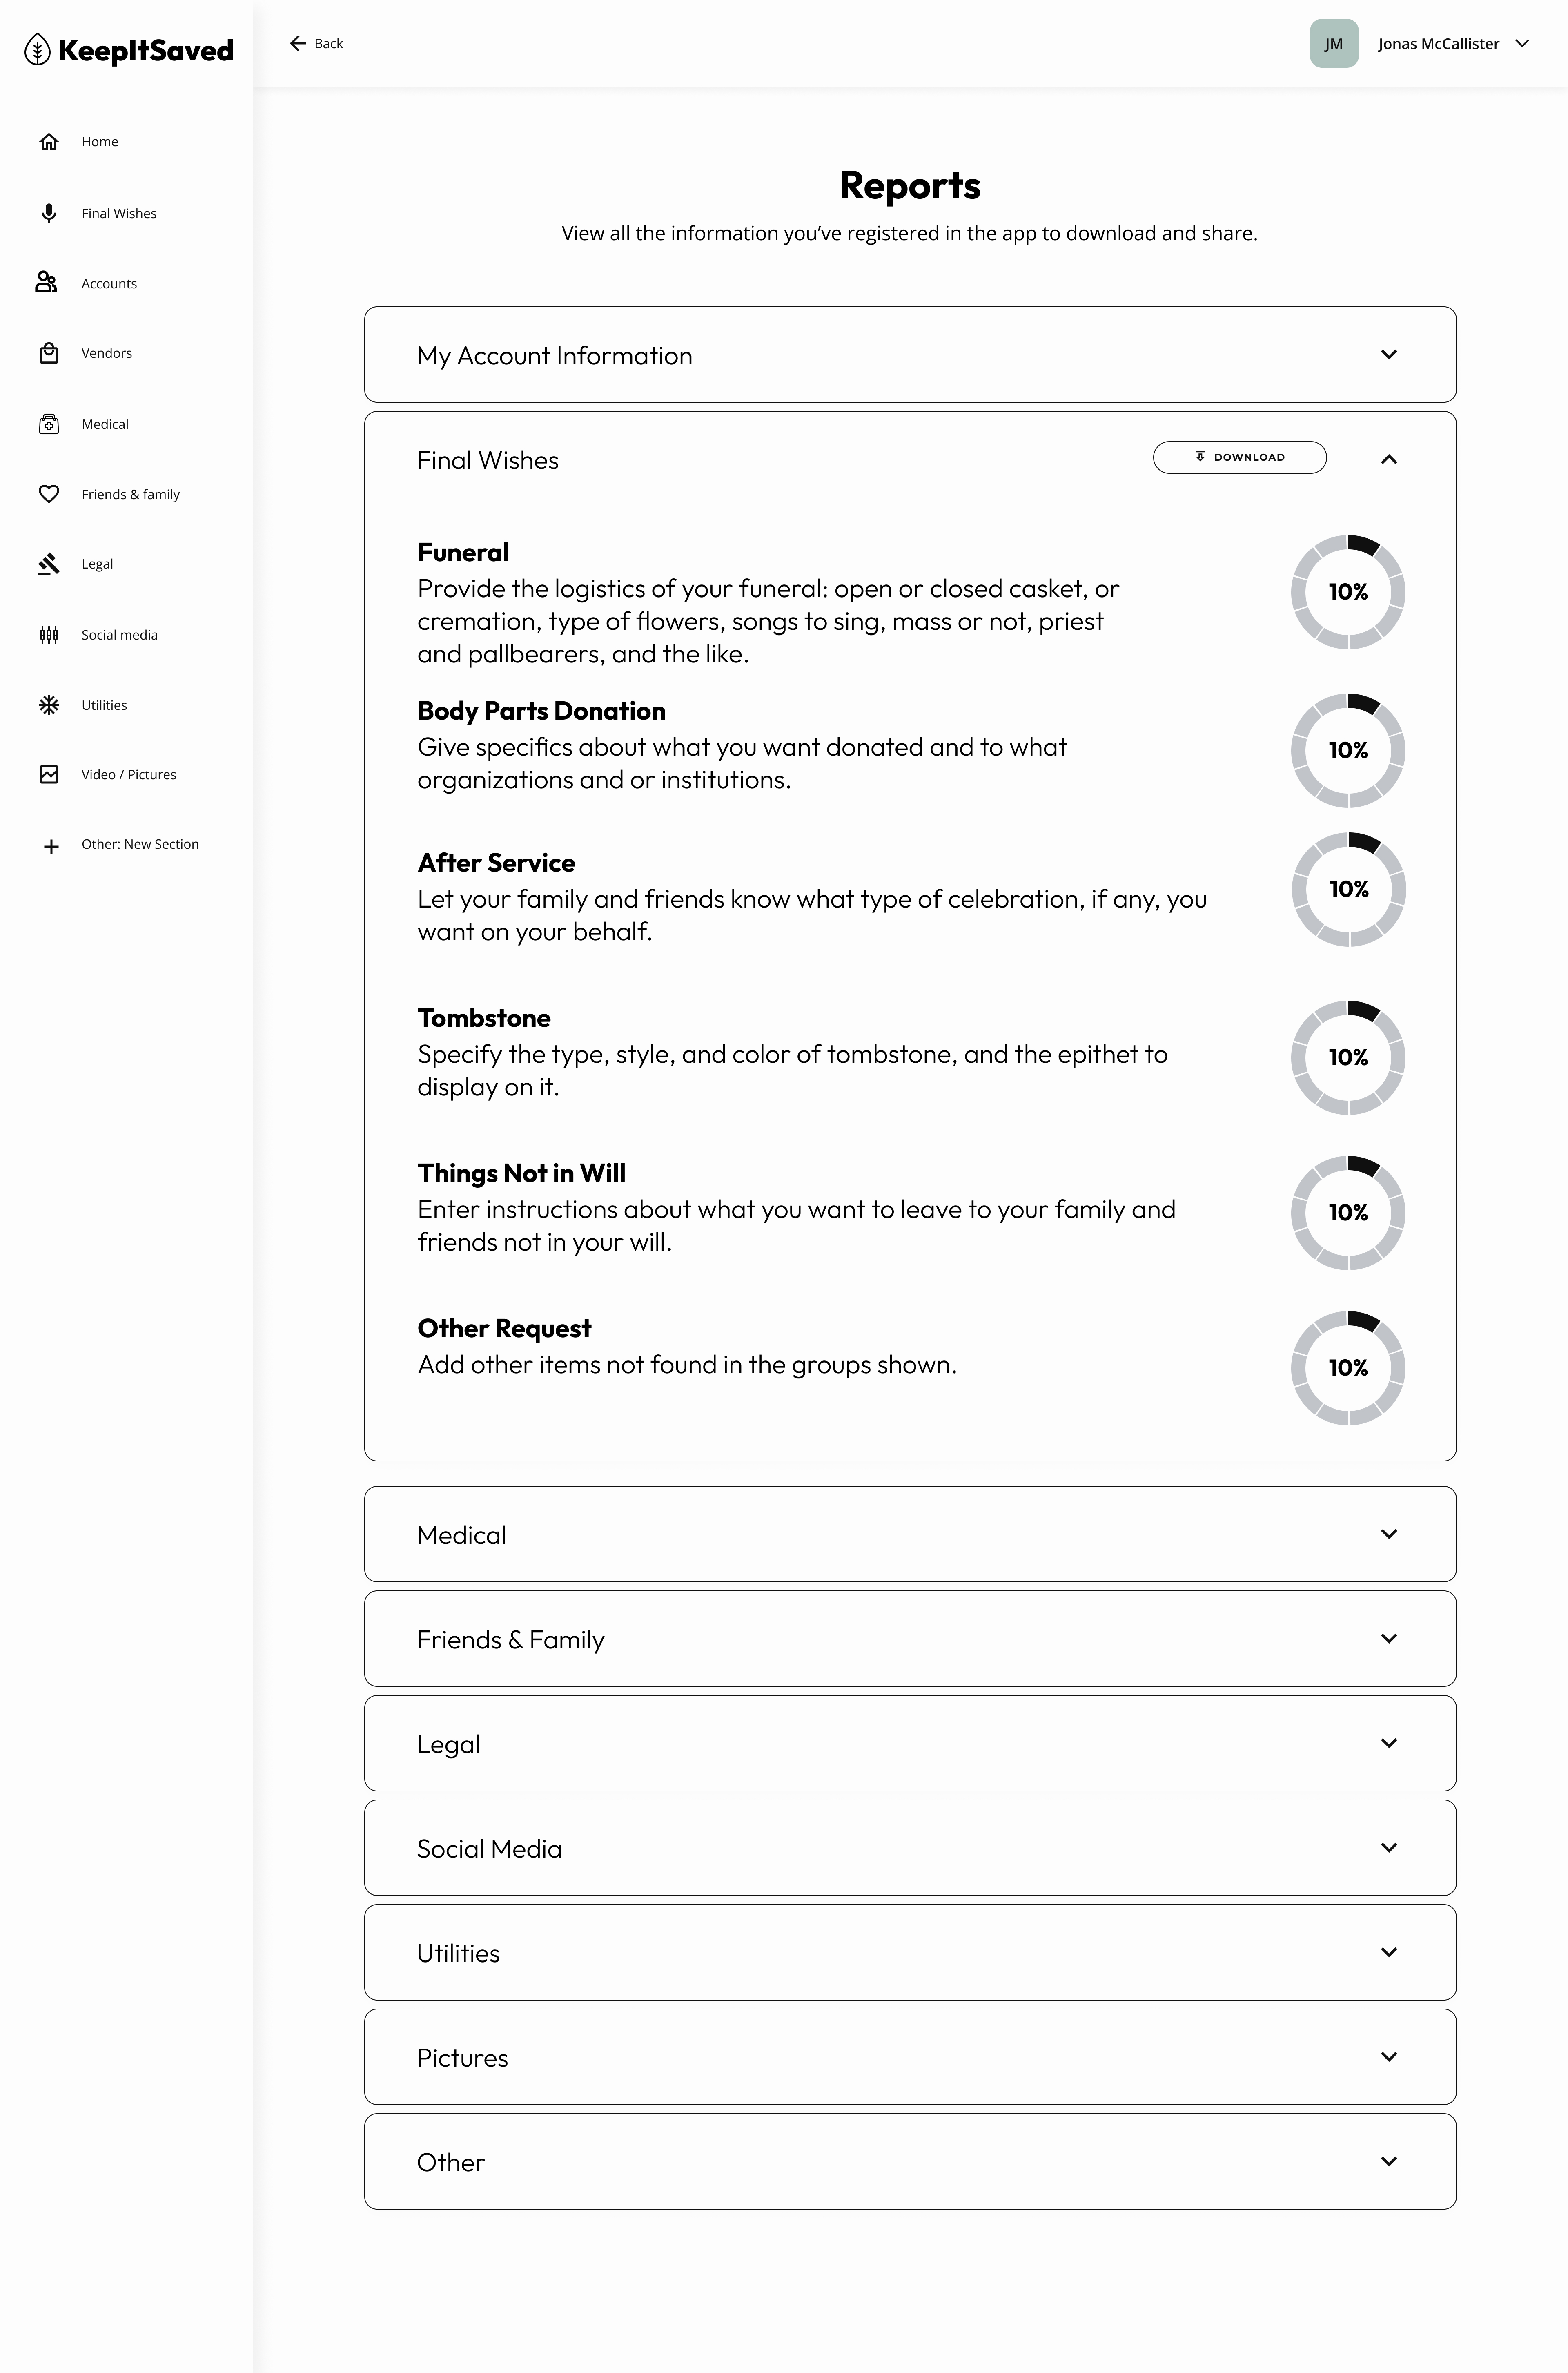 KeepItSaved
Back
JM
Jonas McCallister
Home
Final Wishes
Accounts
Vendors
Medical
Friends & family
Legal
Social media
Utilities
Video / Pictures
Other: New Section
Reports
View all the information you’ve registered in the app to download and share.
My Account Information
Final Wishes
DOWNLOAD
Funeral
Provide the logistics of your funeral: open or closed casket, or
cremation, type of flowers, songs to sing, mass or not, priest
and pallbearers, and the like.
10%
Body Parts Donation
Give specifics about what you want donated and to what
organizations and or institutions.
10%
After Service
Let your family and friends know what type of celebration, if any, you
want on your behalf.
10%
Tombstone
Specify the type, style, and color of tombstone, and the epithet to
display on it.
10%
Things Not in Will
Enter instructions about what you want to leave to your family and
friends not in your will.
10%
Other Request
Add other items not found in the groups shown.
10%
Medical
Friends & Family
Legal
Social Media
Utilities
Pictures
Other